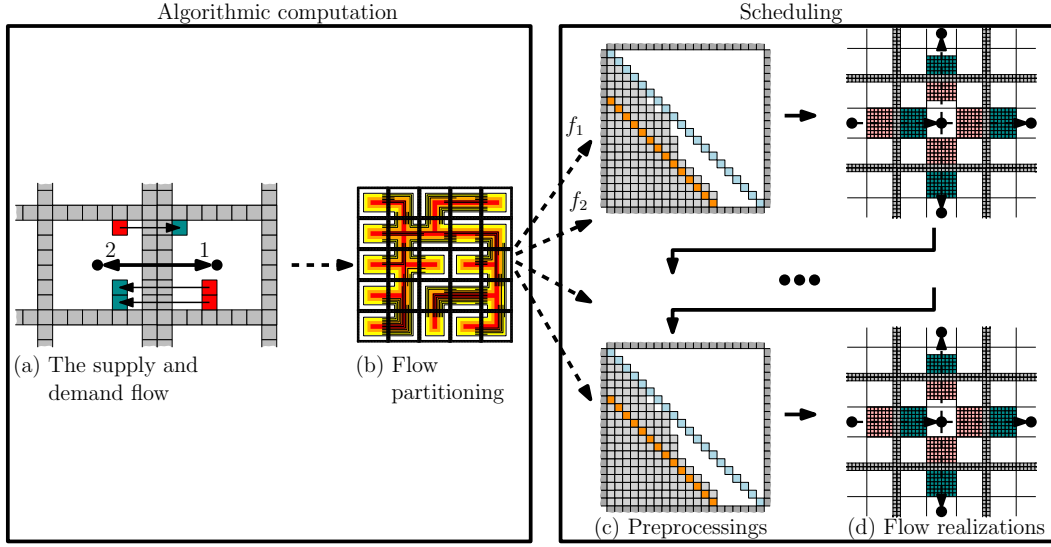 Algorithmic computation
Scheduling
f1
f2
2
1
(a) The supply and
demand flow
(b) Flow
partitioning
(c) Preprocessings
(d) Flow realizations